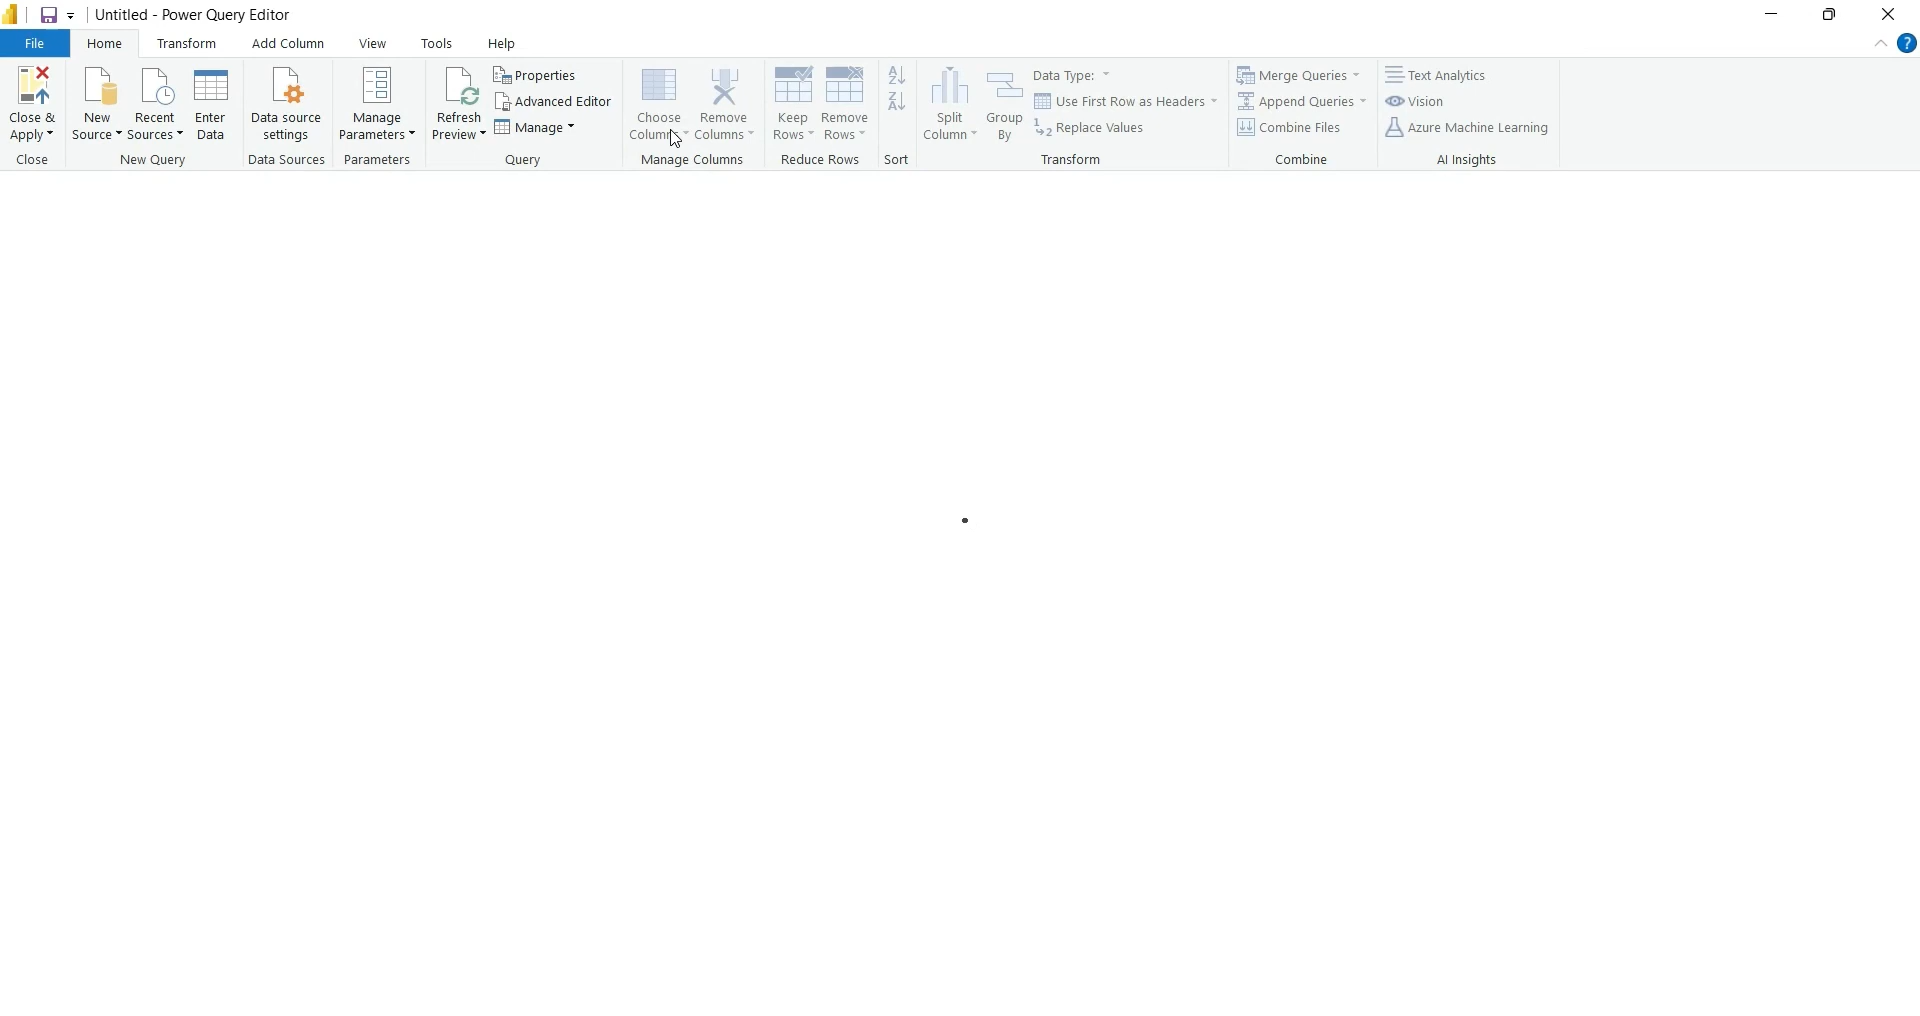 Untitled - Power Query Editor
File Home Transform Add Column View Tools Help
Close & Apply
New Source
Recent Sources
Enter Data
Data source settings
Manage Parameters
Refresh Preview
Properties
Advanced Editor
Manage
Choose Columns
Remove Columns
Keep Rows
Remove Rows
Split Column
Group By
Data Type:
Use First Row as Headers
Replace Values
Merge Queries
Append Queries
Combine Files
Text Analytics
Vision
Azure Machine Learning
Close New Query Data Sources Parameters Query Manage Columns Reduce Rows Sort Transform Combine AI Insights